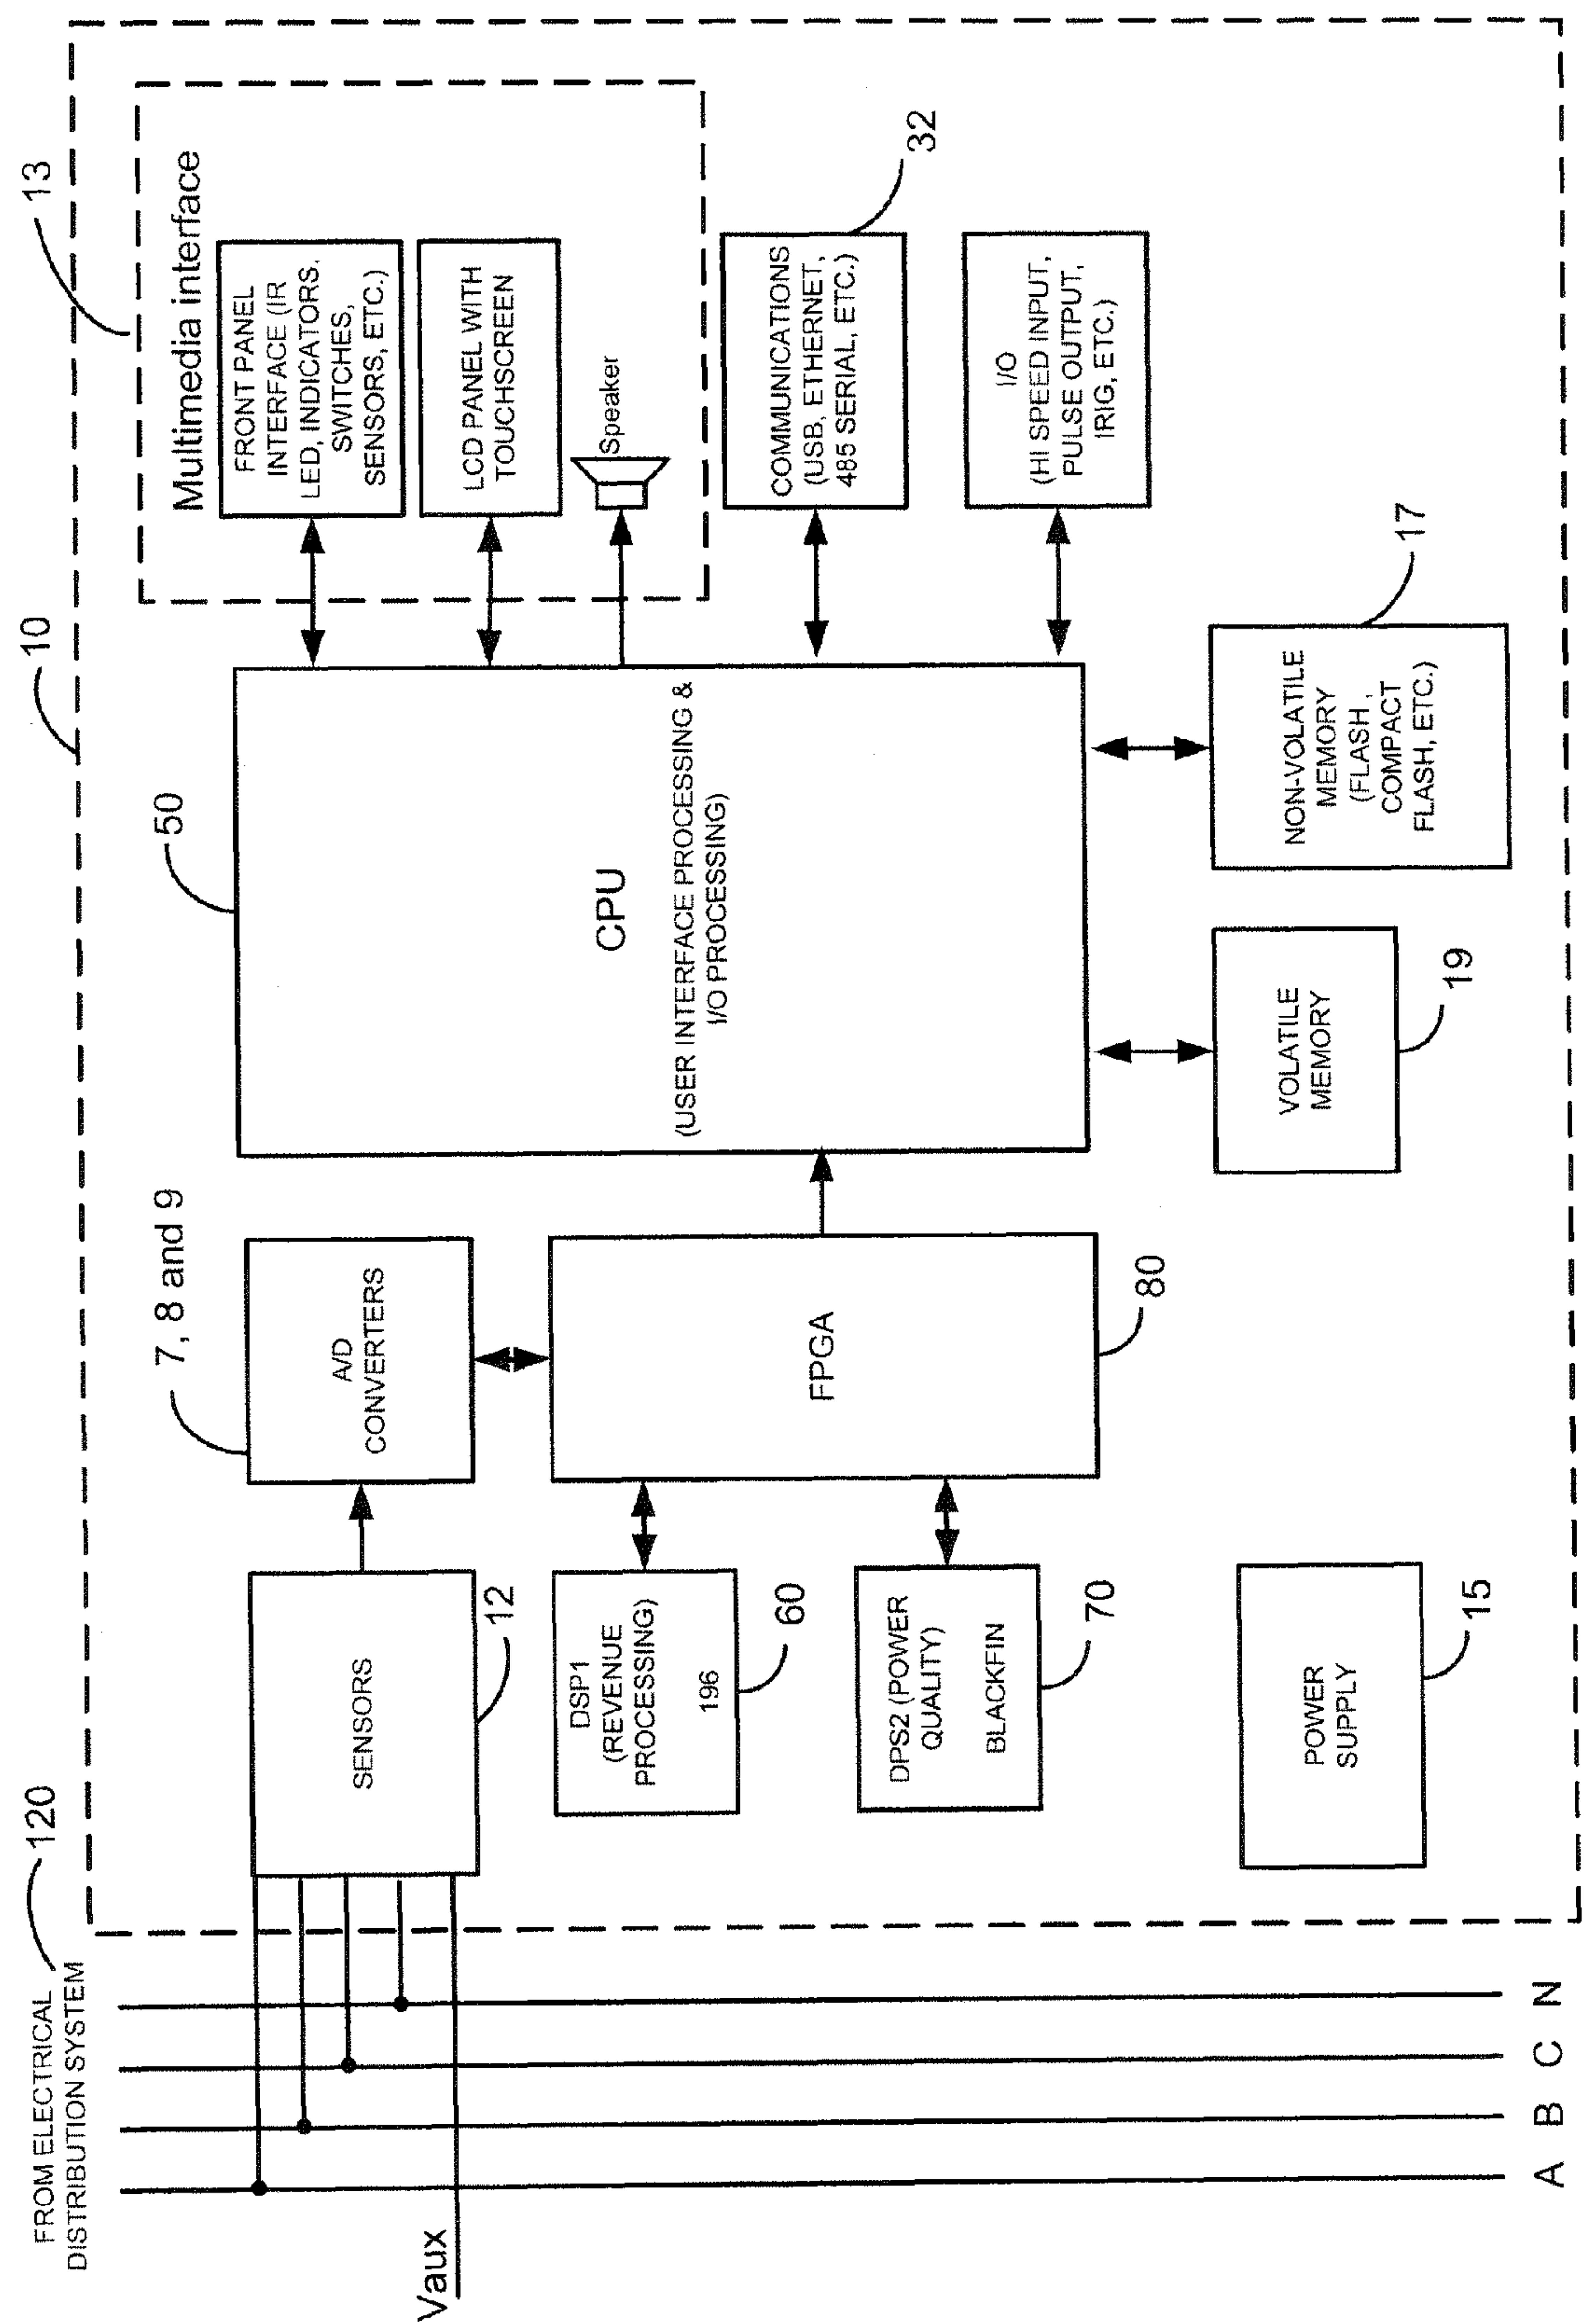 FROM ELECTRICAL
DISTRIBUTION SYSTEM
120
10
13
Vaux
A
B
C
N
SENSORS
12
7, 8 and 9
A/D
CONVERTERS
DSP1
(REVENUE
PROCESSING)
196
60
DPS2 (POWER
QUALITY)
BLACKFIN
70
FPGA
80
POWER
SUPPLY
15
50
CPU
(USER INTERFACE PROCESSING &
I/O PROCESSING)
VOLATILE
MEMORY
19
NON-VOLATILE
MEMORY
(FLASH ,
COMPACT
FLASH, ETC.)
17
Multimedia interface
FRONT PANEL
INTERFACE (IR
LED, INDICATORS.
SWITCHES,
SENSORS, ETC.)
LCD PANEL WITH
TOUCHSCREEN
Speaker
COMMUNICATIONS
(USB, ETHERNET,
485 SERIAL, ETC.)
32
I/O
(HI SPEED INPUT,
PULSE OUTPUT,
IRIG, ETC.)